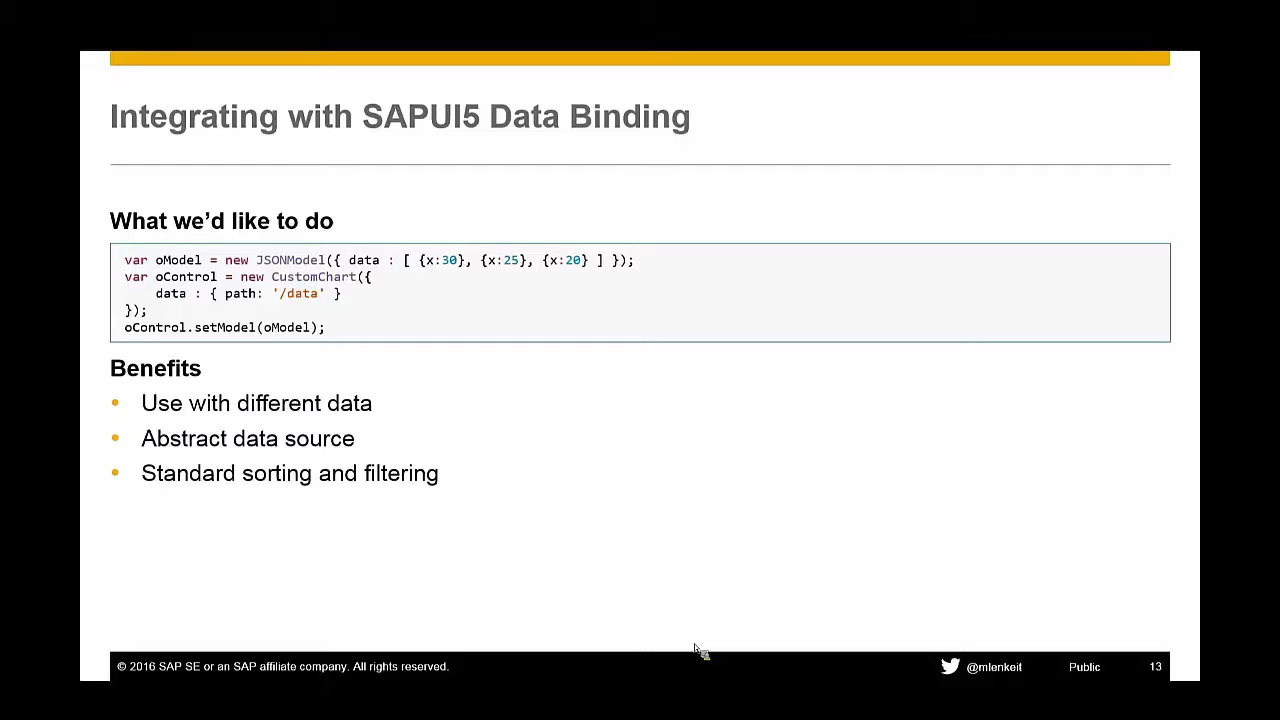 Integrating with SAPUI5 Data Binding
What we'd like to do
var oModel = new JSONModel({ data : [ {x:30}, {x:25}, {x:20} ] });
var oControl = new CustomChart({
    data : { path: '/data' }
});
oControl.setModel(oModel);
Benefits
• Use with different data
• Abstract data source
• Standard sorting and filtering
© 2016 SAP SE or an SAP affiliate company. All rights reserved. @mlenkeit Public 13